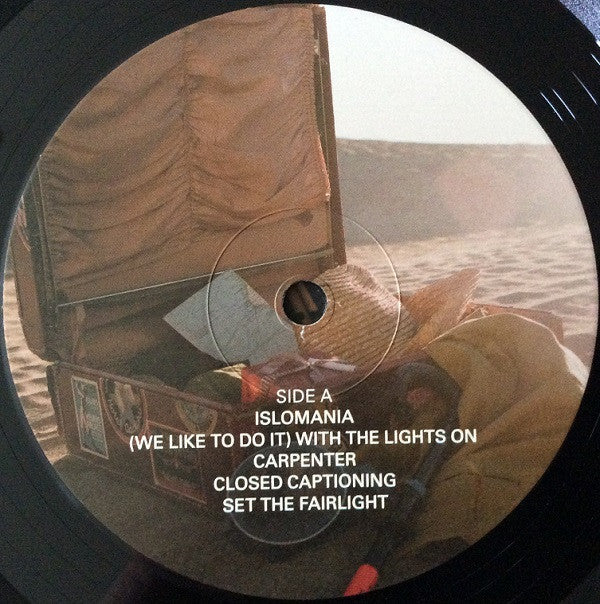 SIDE A
ISLOMANIA
(WE LIKE TO DO IT) WITH THE LIGHTS ON
CARPENTER
CLOSED CAPTIONING
SET THE FAIRLIGHT